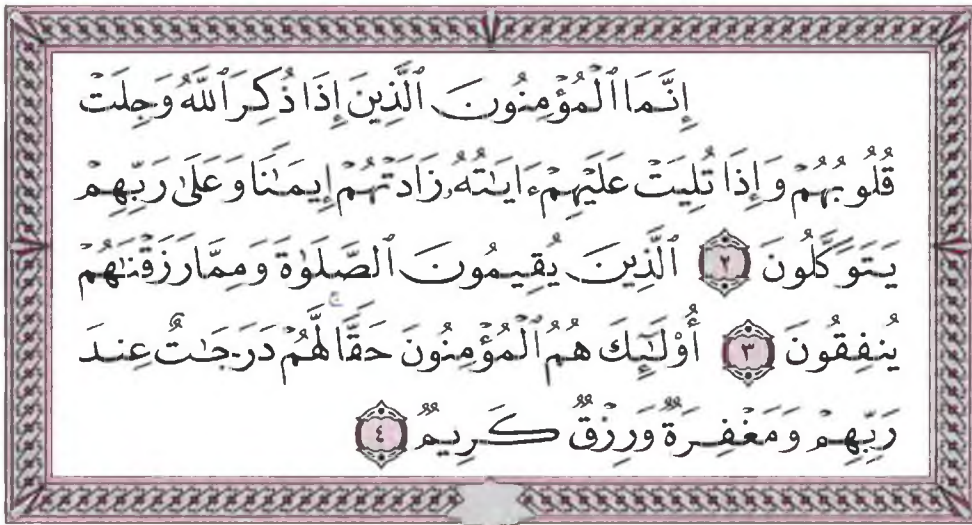 إِنَّمَا ٱلْمُؤْمِنُونَ ٱلَّذِينَ إِذَا ذُكِرَ ٱللَّهُ وَجِلَتْ
قُلُوبُهُمْ وَإِذَا تُلِيَتْ عَلَيْهِمْ ءَايَـٰتُهُۥ زَادَتْهُمْ إِيمَـٰنًا وَعَلَىٰ رَبِّهِمْ
يَتَوَكَّلُونَ ٢ ٱلَّذِينَ يُقِيمُونَ ٱلصَّلَوٰةَ وَمِمَّا رَزَقْنَـٰهُمْ
يُنفِقُونَ ٣ أُو۟لَـٰٓئِكَ هُمُ ٱلْمُؤْمِنُونَ حَقًّا ۚ لَّهُمْ دَرَجَـٰتٌ عِندَ
رَبِّهِمْ وَمَغْفِرَةٌ وَرِزْقٌ كَرِيمٌ ٤